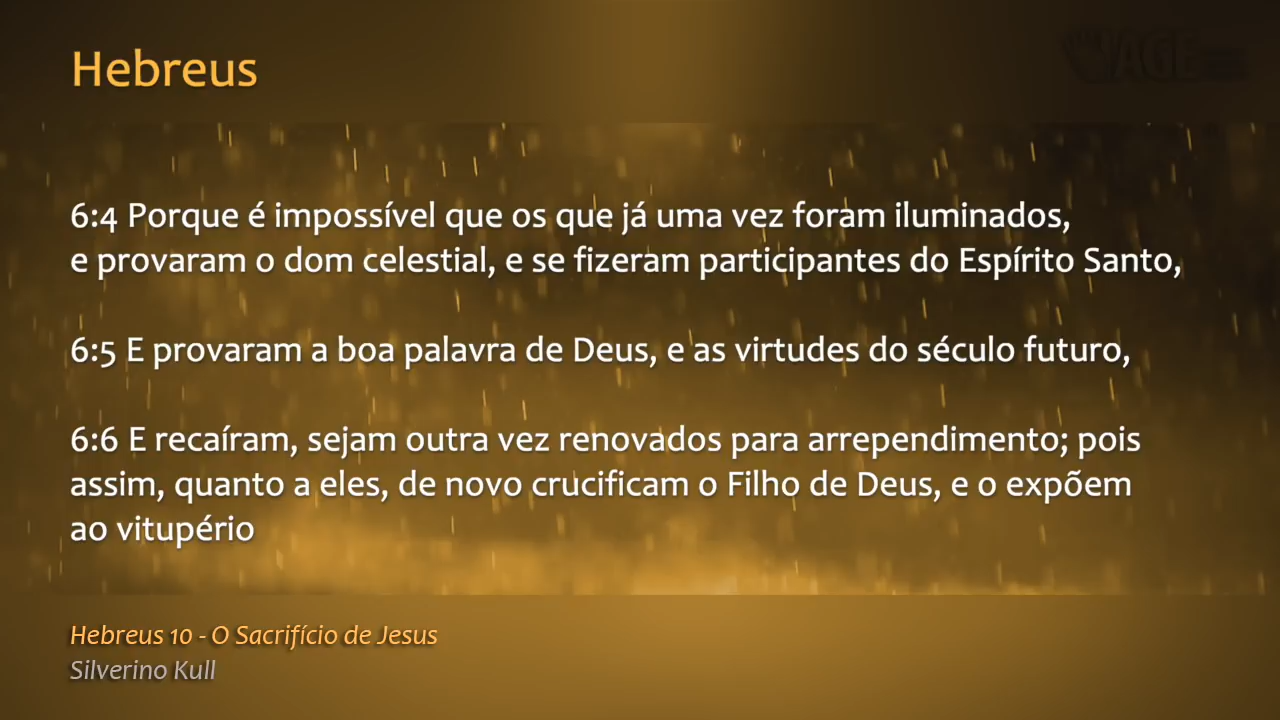 Hebreus
6:4 Porque é impossível que os que já uma vez foram iluminados,
e provaram o dom celestial, e se fizeram participantes do Espírito Santo,
6:5 E provaram a boa palavra de Deus, e as virtudes do século futuro,
6:6 E recaíram, sejam outra vez renovados para arrependimento; pois
assim, quanto a eles, de novo crucificam o Filho de Deus, e o expõem
ao vitupério
Hebreus 10 - O Sacrifício de Jesus
Silverino Kull